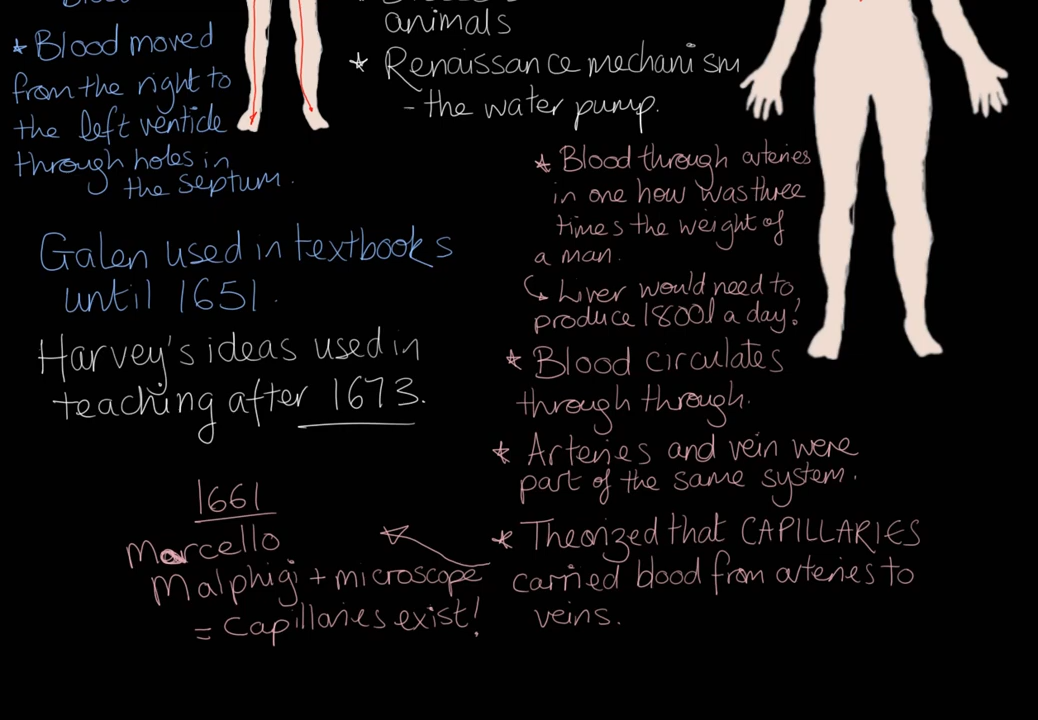 Blood
* Blood moved
from the right to
the left venticle
through holes in
the septum.
animals
* Renaissance mechanism
- the water pump.
* Blood through arteries
in one how was three
times the weight of
a man.
↳ Liver would need to
produce 1800l a day!
* Blood circulates
through through.
* Arteries and vein were
part of the same system.
* Theorized that CAPILLARIES
carried blood from arteries to
veins.
Galen used in textbooks
until 1651.
Harvey's ideas used in
teaching after 1673.
1661
Marcello
Malphigi + microscope
= Capillaries exist!